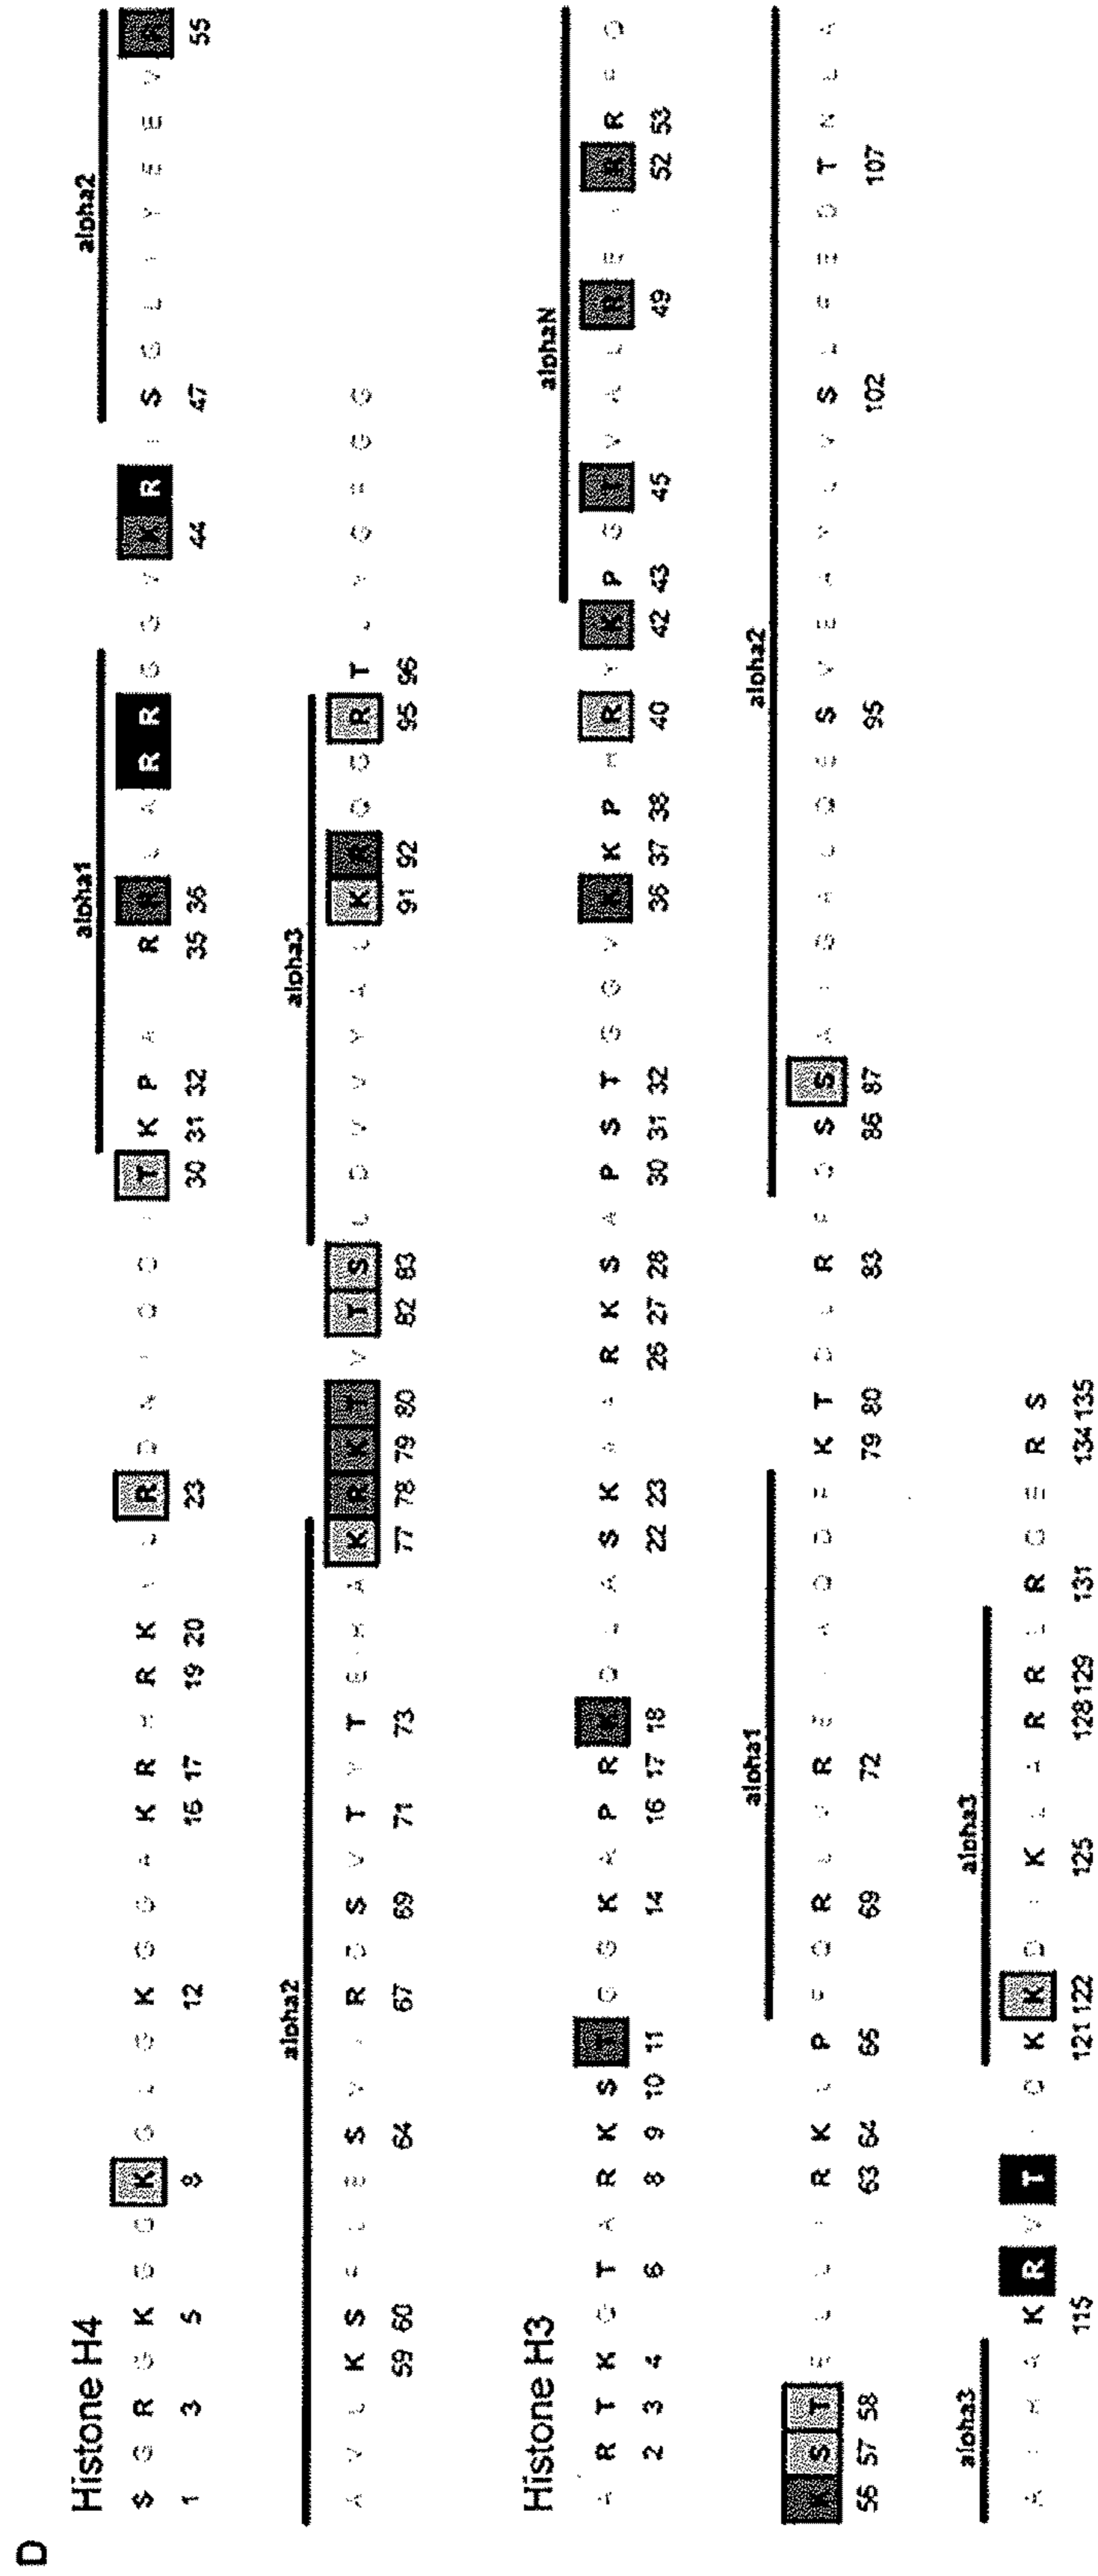 D
Histone H4
alpha1 alpha2
S G R G K G G K G L G K G G A K R H R K V L R D N I Q G I T K P A R R L A R R G G V K R I S G L I Y E E V R
1 3 5 8 12 16 17 19 20 23 30 31 32 35 36 44 47 55
alpha2 alpha3
A V L K S F L E S V I R D S V T Y T E H A K R K T V T S L D V V Y A L K R Q G R T L Y G F G G
59 60 64 67 69 71 73 77 78 79 80 82 83 91 92 95 96
Histone H3
alphaN
A R T K Q T A R K S T G G K A P R K Q L A S K A A R K S A P S T G G V K K P H R Y K P G T V A L R E I R R F Q
2 3 4 6 8 9 10 11 14 16 17 18 22 23 26 27 28 30 31 32 36 37 38 40 42 43 45 49 52 53
alpha1 alpha2
K S T E L L I R K L P F Q R L V R E I A Q D F K T D L R F Q S S A I G A L Q E S V E A Y L V S L F E D T N L A
56 57 58 63 64 66 69 72 79 80 83 86 87 95 102 107
alpha3 alpha3
A I H A K R V T I Q K K D I K L A R R L R G E R S
115 121 122 125 128 129 131 134 135